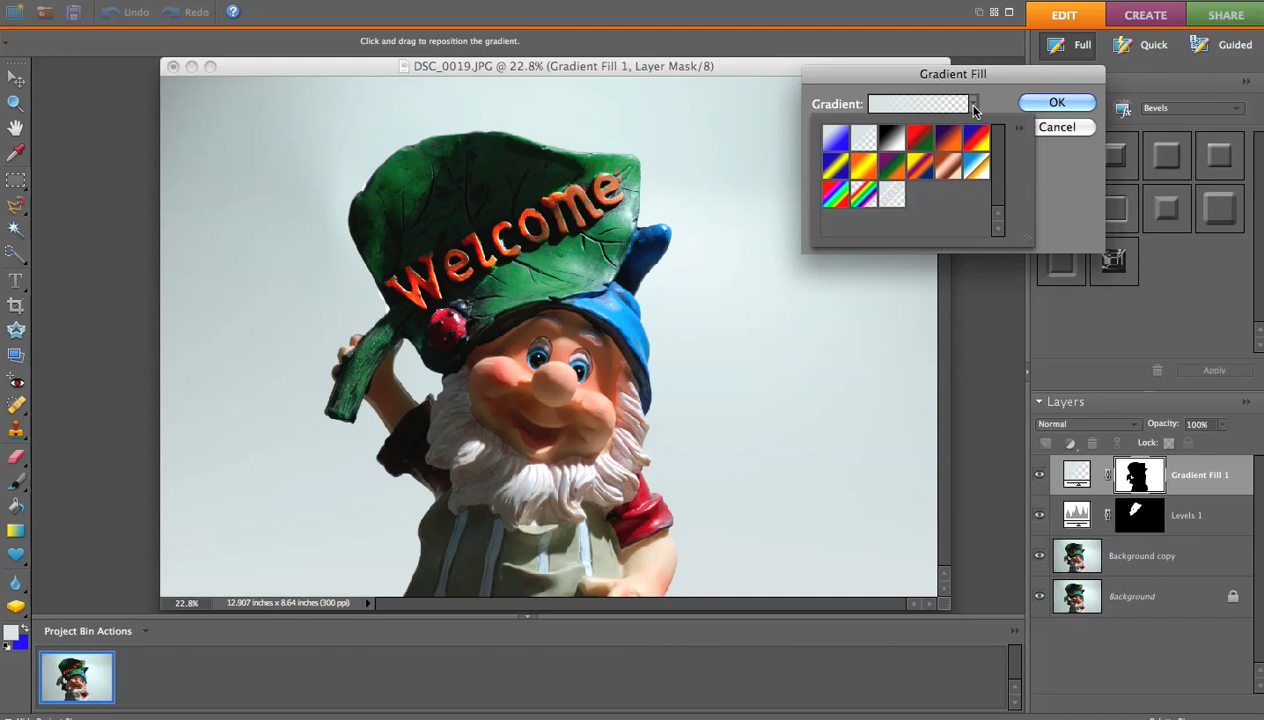 Undo
Redo
?
EDIT
CREATE
SHARE
Click and drag to reposition the gradient.
Full
Quick
Guided
DSC_0019.JPG @ 22.8% (Gradient Fill 1, Layer Mask/8)
Gradient Fill
Gradient:
OK
Cancel
Bevels
Welcome
Apply
Layers
Normal
Opacity: 100%
Lock:
Gradient Fill 1
Levels 1
Background copy
Background
22.8%
12.907 inches x 8.64 inches (300 ppi)
Project Bin Actions